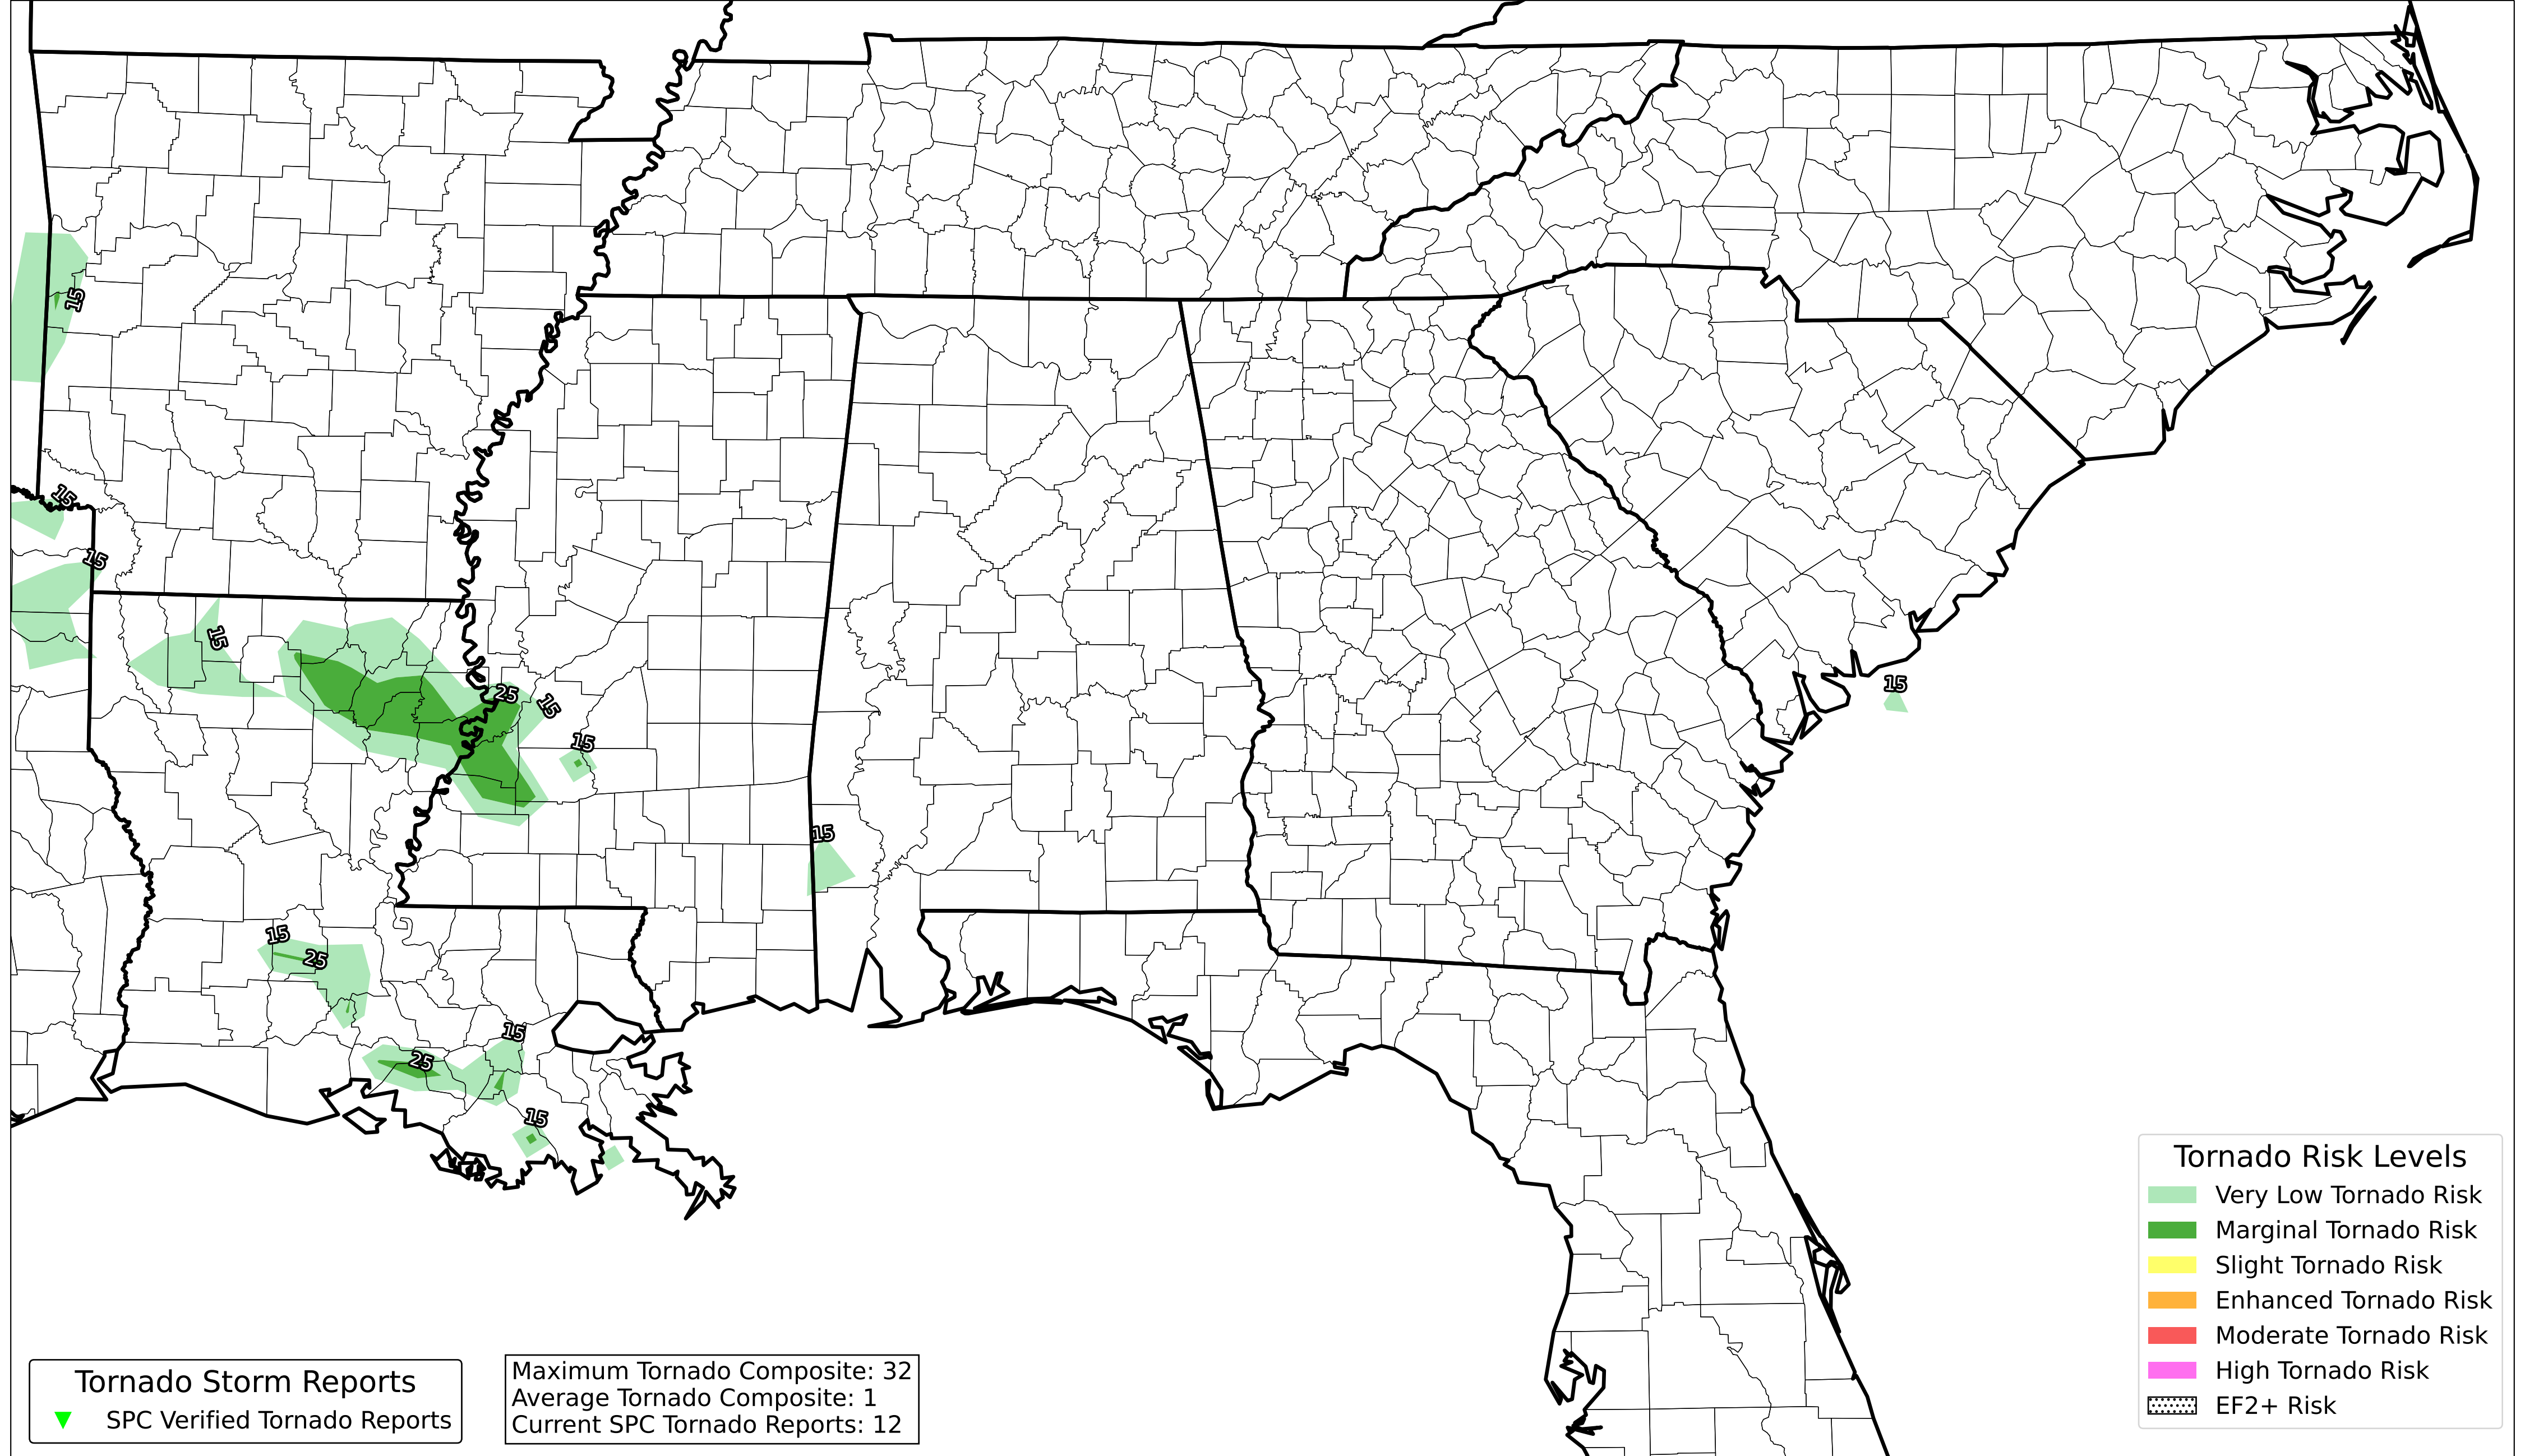 15
15
15
15
25
15
15
15
15
15
25
15
25
15
Tornado Risk Levels
Very Low Tornado Risk
Marginal Tornado Risk
Slight Tornado Risk
Enhanced Tornado Risk
Moderate Tornado Risk
High Tornado Risk
EF2+ Risk
Tornado Storm Reports
SPC Verified Tornado Reports
Maximum Tornado Composite: 32
Average Tornado Composite: 1
Current SPC Tornado Reports: 12